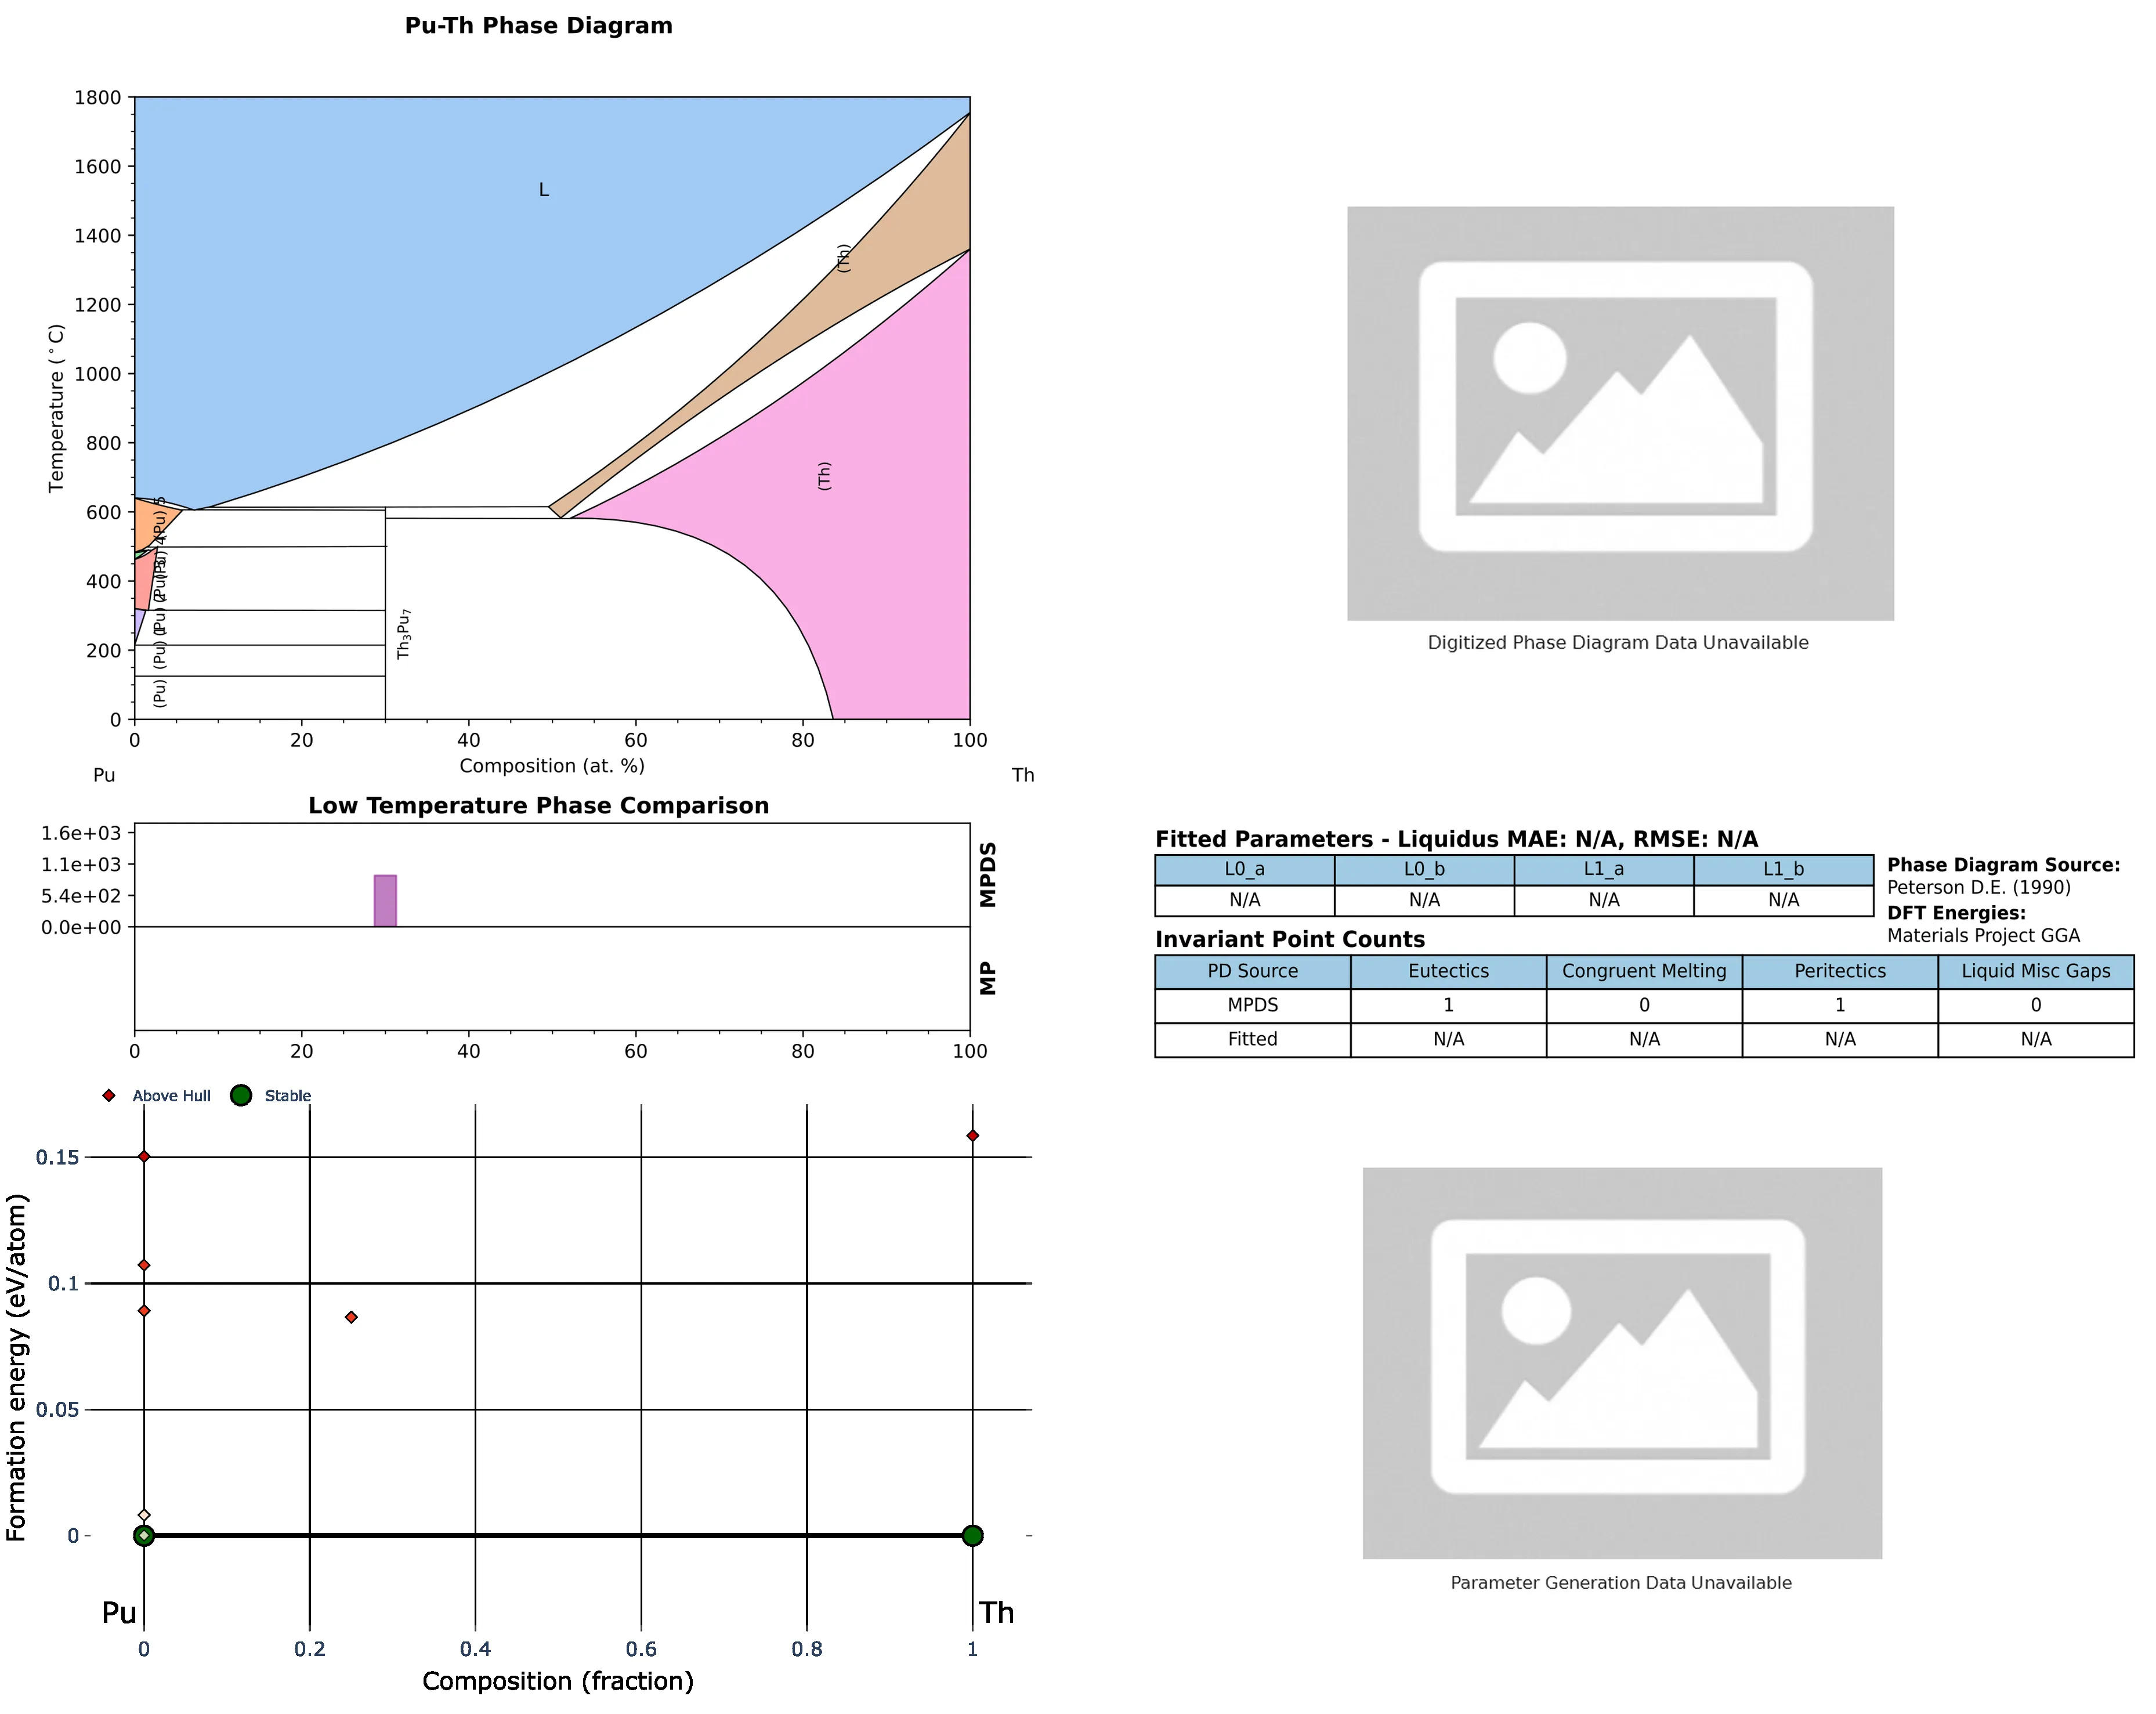 Pu-Th Phase Diagram
1800
1600
1400
1200
1000
800
600
400
200
0
Temperature (°C)
L
(Th)
(Th)
Th3Pu7
(Pu) 5
(Pu)
(Pu)
(Pu)
0
20
40
60
80
100
Composition (at. %)
Pu
Th
Low Temperature Phase Comparison
1.6e+03
1.1e+03
5.4e+02
0.0e+00
MPDS
MP
0
20
40
60
80
100
Above Hull
Stable
0.15
0.1
0.05
0
Formation energy (eV/atom)
Pu
Th
0
0.2
0.4
0.6
0.8
1
Composition (fraction)
Digitized Phase Diagram Data Unavailable
Fitted Parameters - Liquidus MAE: N/A, RMSE: N/A
L0_a L0_b L1_a L1_b
N/A N/A N/A N/A
Phase Diagram Source:
Peterson D.E. (1990)
DFT Energies:
Materials Project GGA
Invariant Point Counts
PD Source Eutectics Congruent Melting Peritectics Liquid Misc Gaps
MPDS 1 0 1 0
Fitted N/A N/A N/A N/A
Parameter Generation Data Unavailable